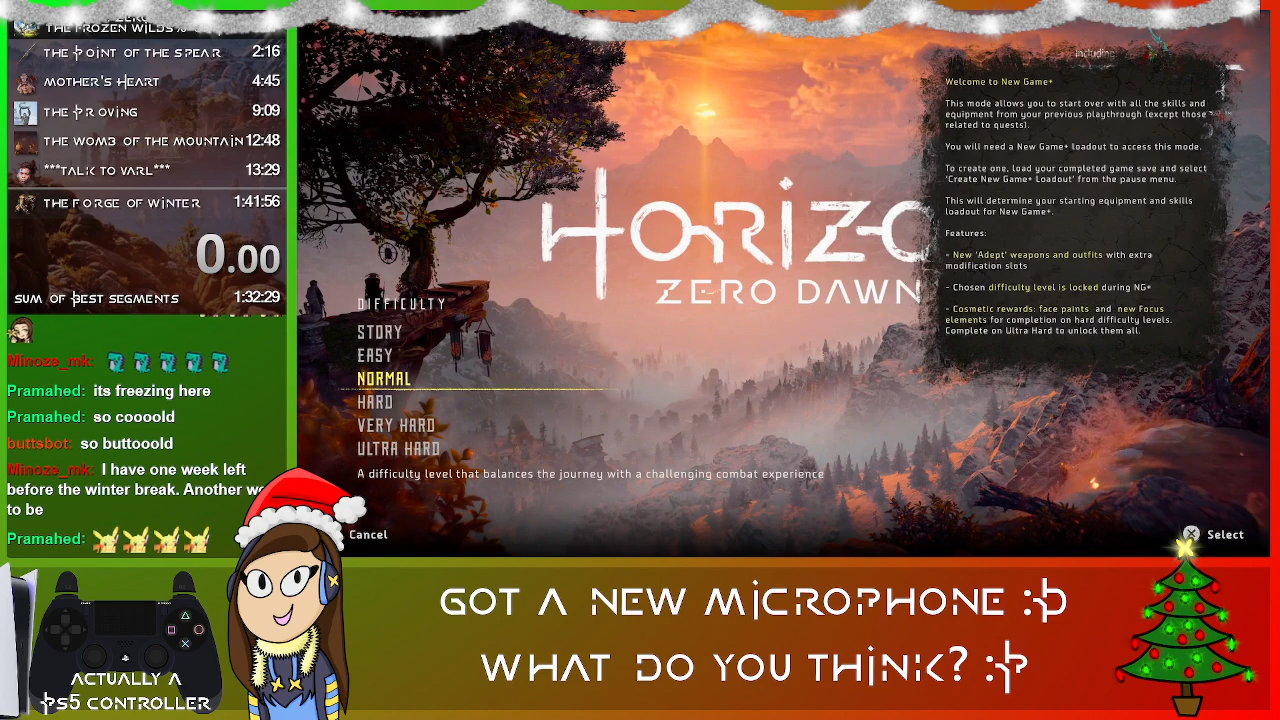 THE FROZEN WILDS
THE POINT OF THE SPEAR 2:16
MOTHER'S HEART 4:45
THE PROVING 9:09
THE WOMB OF THE MOUNTAIN 12:48
***TALK TO VARL*** 13:29
THE FORGE OF WINTER 1:41:56
0.00
SUM OF BEST SEGMENTS 1:32:29
Minoze_mk:
Pramahed: its freezing here
Pramahed: so coooold
buttsbot: so buttooold
Minoze_mk: I have one week left
before the winter break. Another
to be
Pramahed:
HORIZO
ZERO DAWN
DIFFICULTY
STORY
EASY
NORMAL
HARD
VERY HARD
ULTRA HARD
A difficulty level that balances the journey with a challenging combat experience
Cancel
Select
including
Welcome to New Game+
This mode allows you to start over with all the skills and
equipment from your previous playthrough (except those
related to quests).
You will need a New Game+ loadout to access this mode.
To create one, load your completed game save and select
'Create New Game+ Loadout' from the pause menu.
This will determine your starting equipment and skills
loadout for New Game+.
Features:
- New 'Adept' weapons and outfits with extra
modification slots
- Chosen difficulty level is locked during NG+
- Cosmetic rewards: face paints and new Focus
elements for completion on hard difficulty levels.
Complete on Ultra Hard to unlock them all.
ACTUALLY A
PS5 CONTROLLER
GOT A NEW MICROPHONE :D
WHAT DO YOU THINK? :P